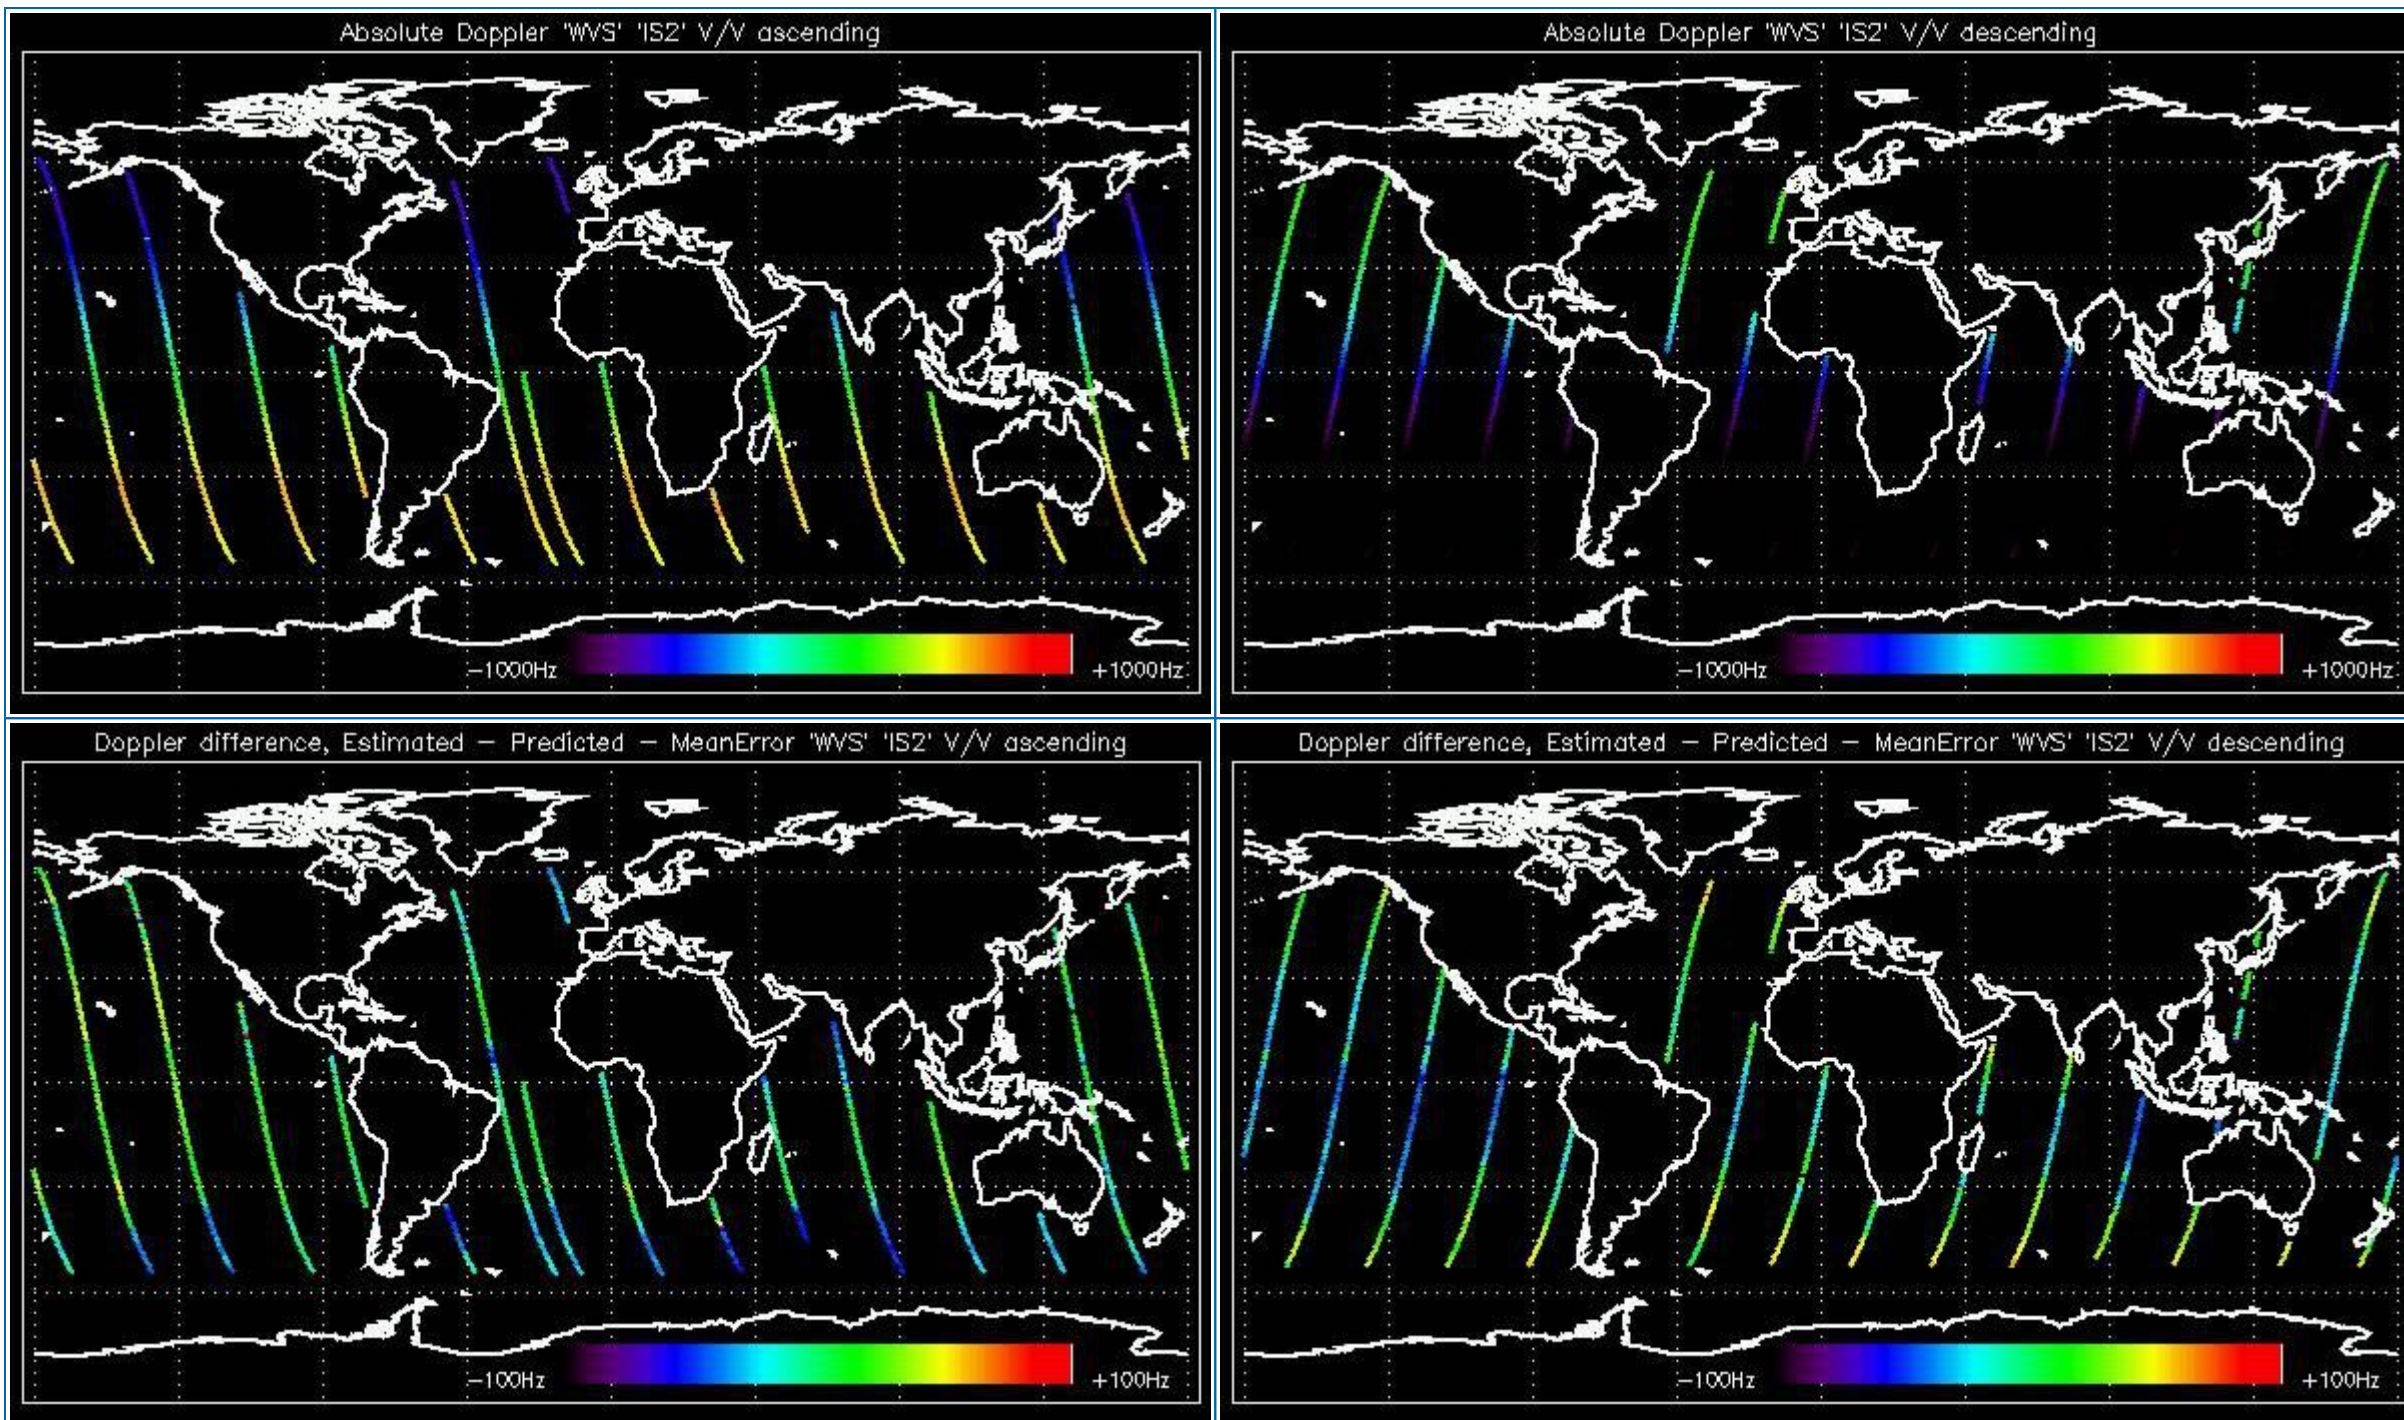 Absolute Doppler 'WVS' 'IS2' V/V ascending
-1000Hz
+1000Hz
Absolute Doppler 'WVS' 'IS2' V/V descending
-1000Hz
+1000Hz
Doppler difference, Estimated - Predicted - MeanError 'WVS' 'IS2' V/V ascending
-100Hz
+100Hz
Doppler difference, Estimated - Predicted - MeanError 'WVS' 'IS2' V/V descending
-100Hz
+100Hz